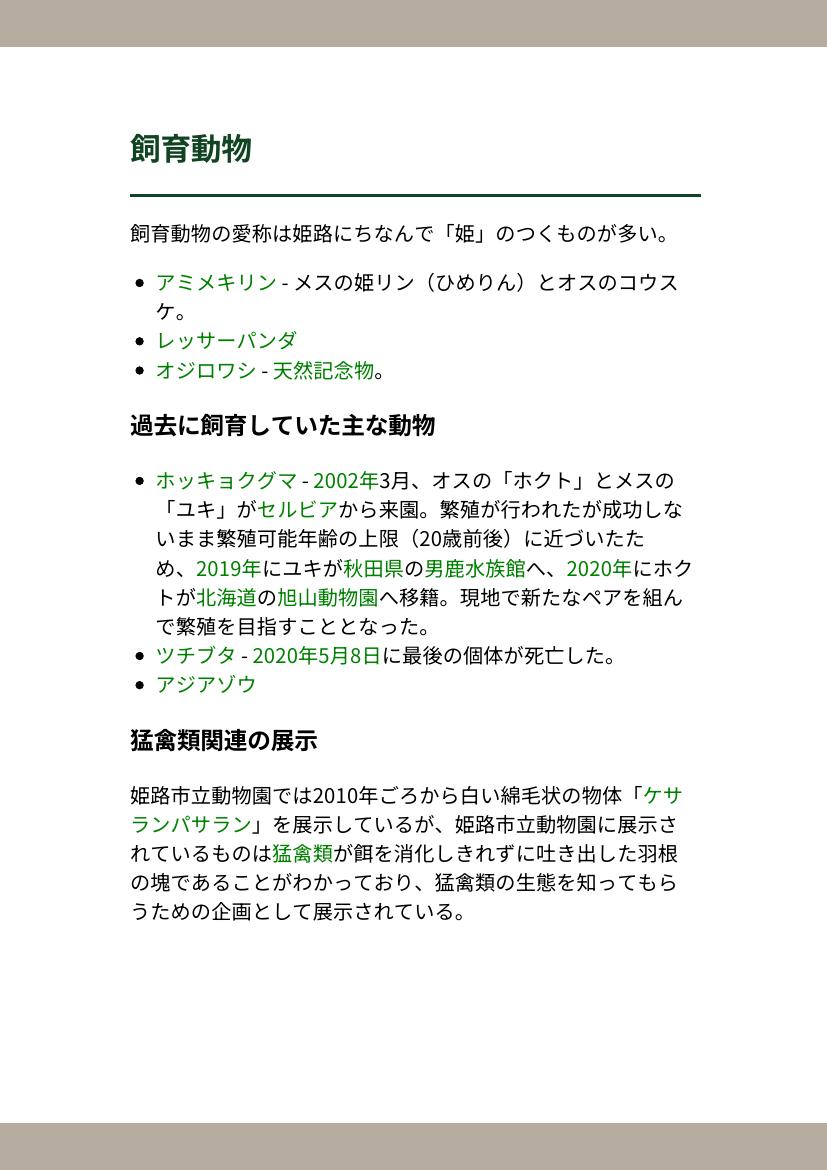 飼育動物
飼育動物の愛称は姫路にちなんで「姫」のつくものが多い。
• アミメキリン - メスの姫リン（ひめりん）とオスのコウス
ケ。
• レッサーパンダ
• オジロワシ - 天然記念物。
過去に飼育していた主な動物
• ホッキョクグマ - 2002年3月、オスの「ホクト」とメスの
「ユキ」がセルビアから来園。繁殖が行われたが成功しな
いまま繁殖可能年齢の上限（20歳前後）に近づいたた
め、2019年にユキが秋田県の男鹿水族館へ、2020年にホク
トが北海道の旭山動物園へ移籍。現地で新たなペアを組ん
で繁殖を目指すこととなった。
• ツチブタ - 2020年5月8日に最後の個体が死亡した。
• アジアゾウ
猛禽類関連の展示
姫路市立動物園では2010年ごろから白い綿毛状の物体「ケサ
ランパサラン」を展示しているが、姫路市立動物園に展示さ
れているものは猛禽類が餌を消化しきれずに吐き出した羽根
の塊であることがわかっており、猛禽類の生態を知ってもら
うための企画として展示されている。